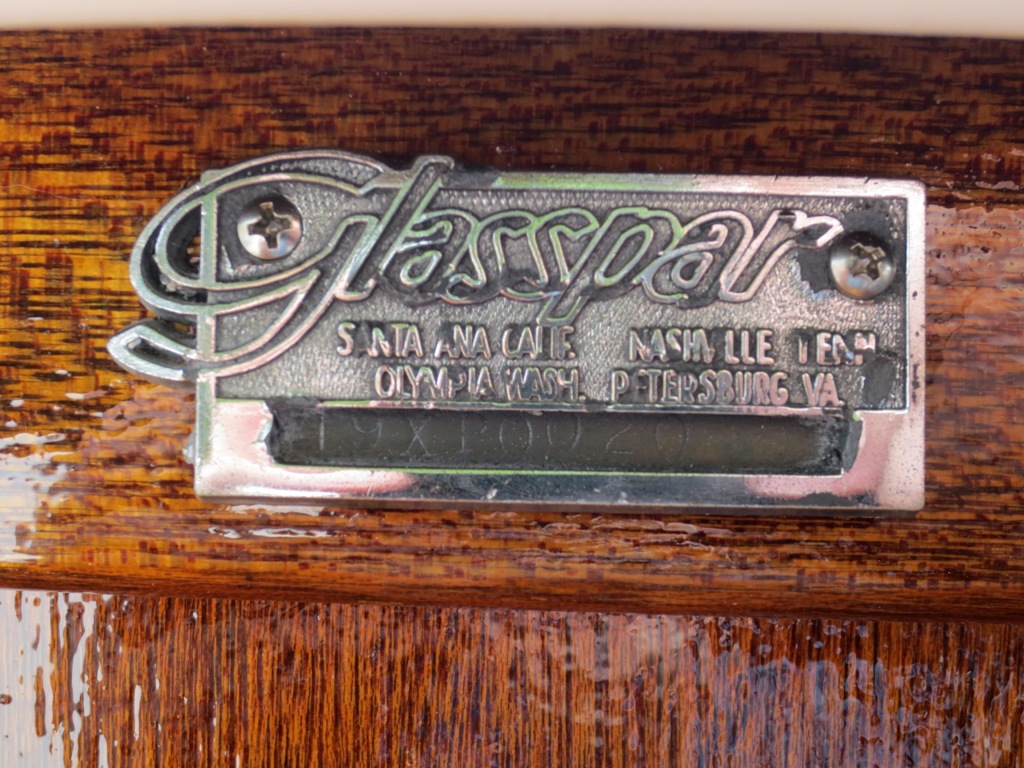 Glasspar
SANTA ANA CALIF. NASHVILLE TENN
OLYMPIA WASH. PETERSBURG VA.